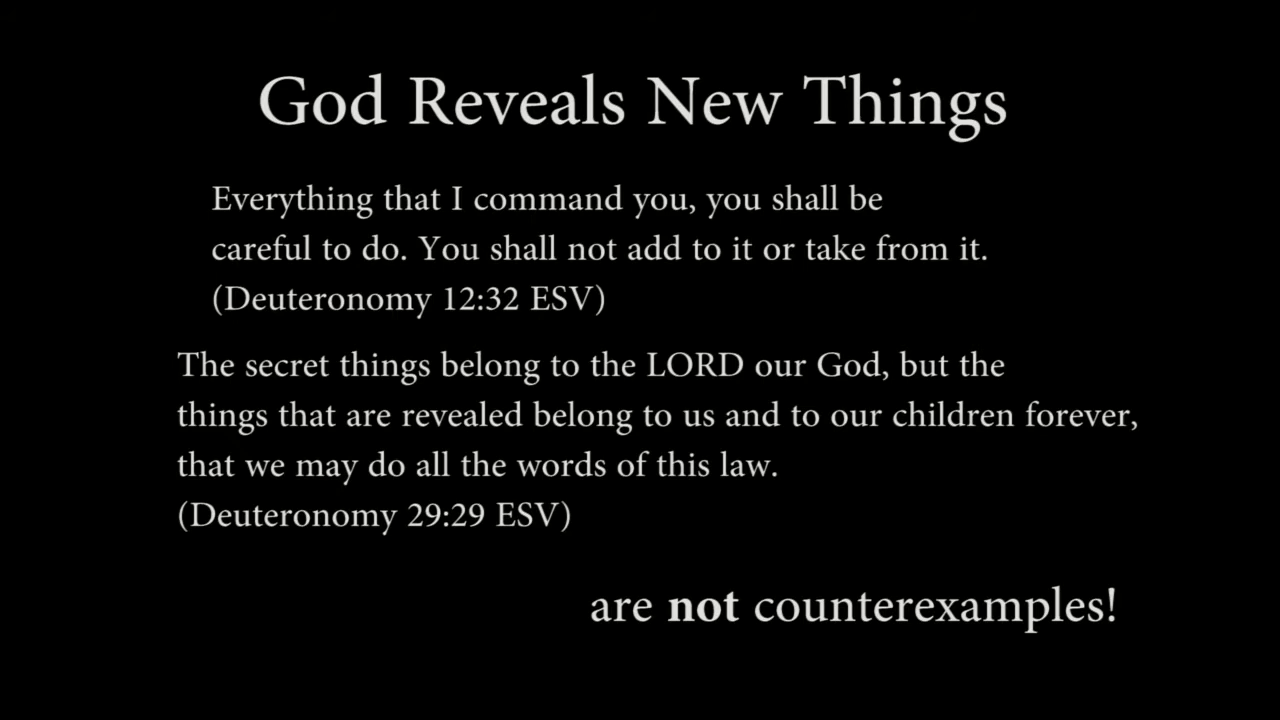 God Reveals New Things
Everything that I command you, you shall be
careful to do. You shall not add to it or take from it.
(Deuteronomy 12:32 ESV)
The secret things belong to the LORD our God, but the
things that are revealed belong to us and to our children forever,
that we may do all the words of this law.
(Deuteronomy 29:29 ESV)
are not counterexamples!